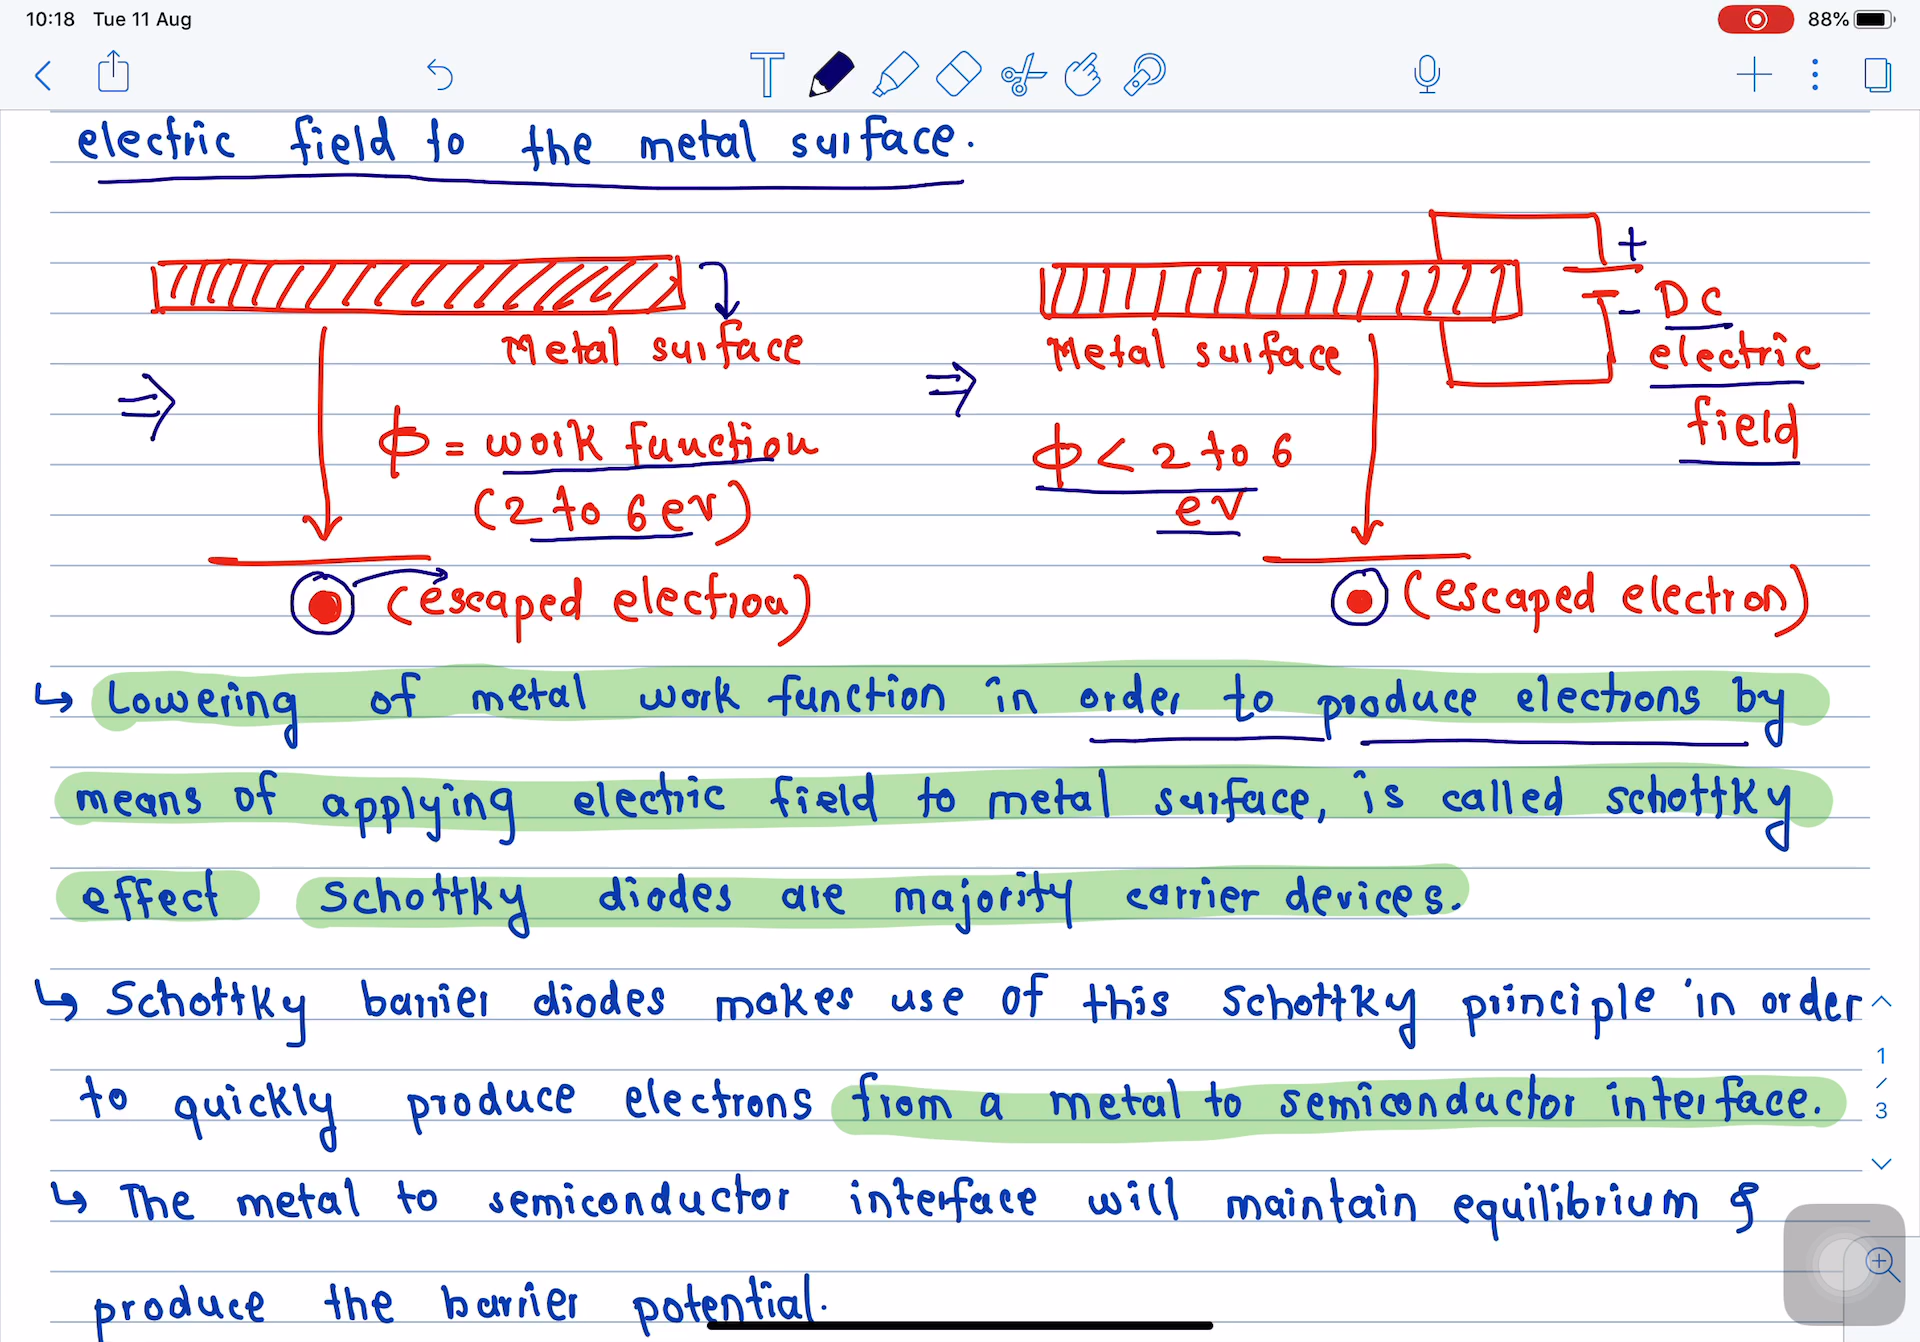 10:18 Tue 11 Aug
88%
electric field to the metal surface.
+
- DC
Metal surface
Metal surface
electric
field
ϕ = work function
ϕ < 2 to 6
(2 to 6 ev)
ev
(escaped electron)
(escaped electron)
↳ Lowering of metal work function in order to produce electrons by
means of applying electric field to metal surface, is called schottky
effect Schottky diodes are majority carrier devices.
↳ Schottky barrier diodes makes use of this Schottky principle in order
to quickly produce electrons from a metal to semiconductor interface.
1
/
3
↳ The metal to semiconductor interface will maintain equilibrium &
produce the barrier potential.